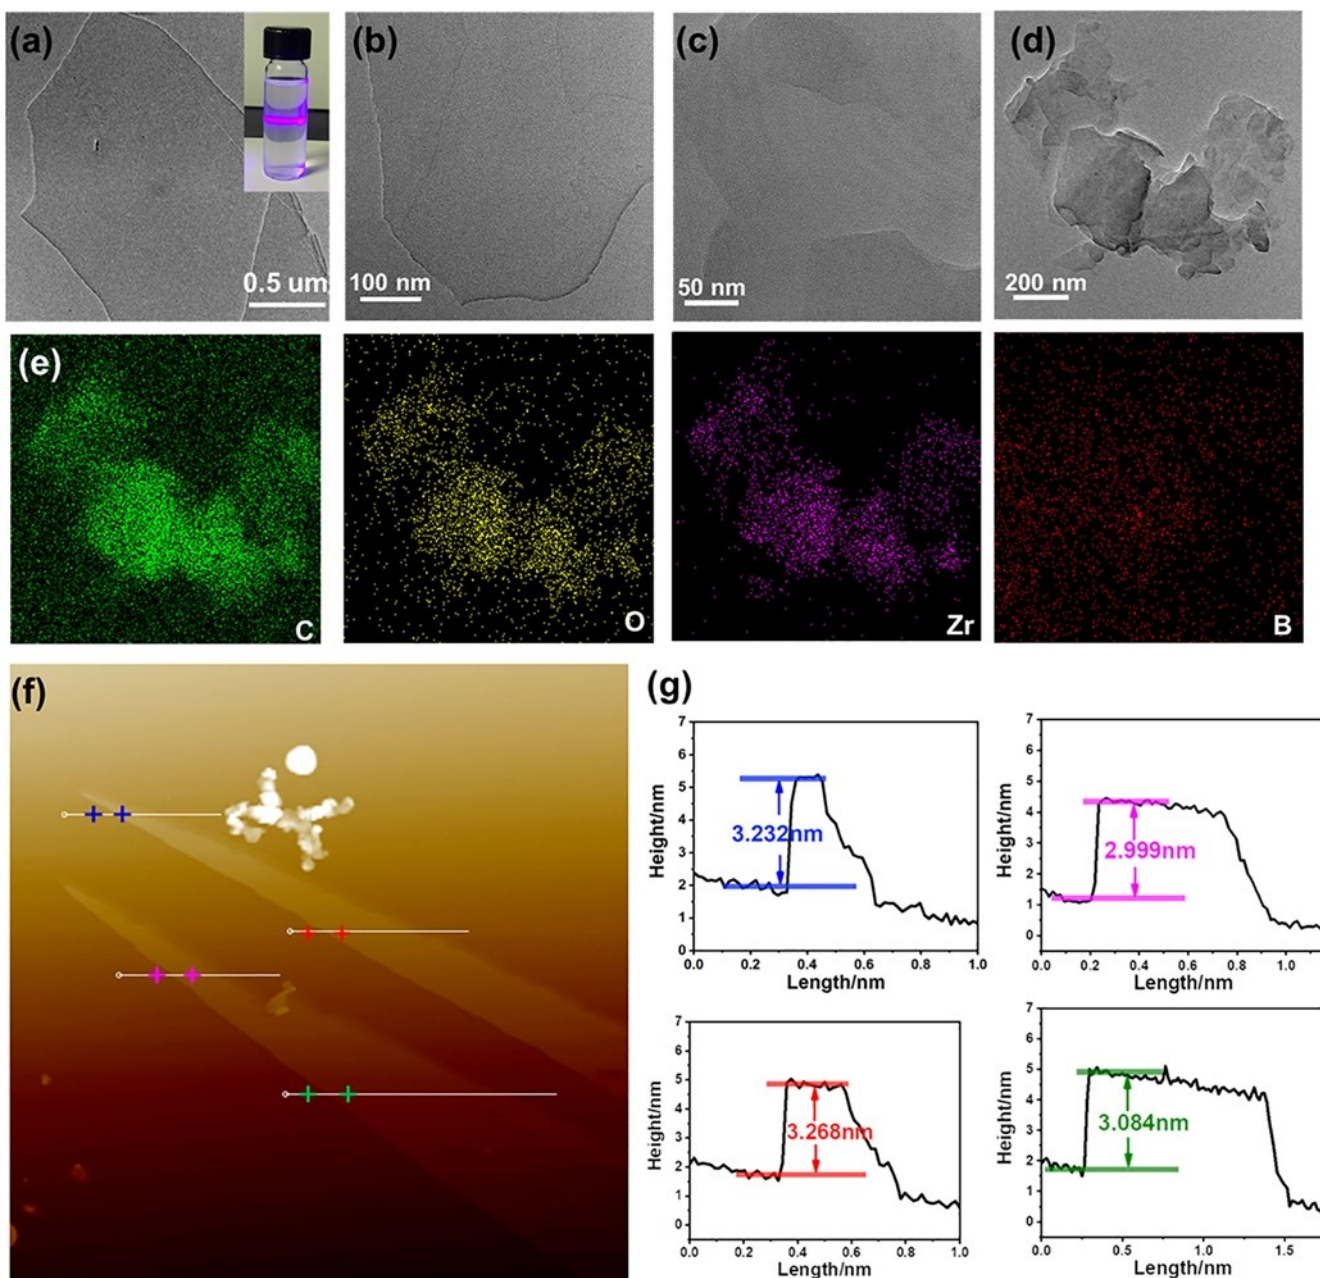 (a)
(b)
(c)
(d)
0.5 um
100 nm
50 nm
200 nm
(e)
C
O
Zr
B
(f)
(g)
7
6
5
4
3
2
1
0
Height/nm
3.232nm
0.0 0.2 0.4 0.6 0.8 1.0
Length/nm
7
6
5
4
3
2
1
0
Height/nm
2.999nm
0.0 0.2 0.4 0.6 0.8 1.0
Length/nm
7
6
5
4
3
2
1
0
Height/nm
3.268nm
0.0 0.2 0.4 0.6 0.8 1.0
Length/nm
7
6
5
4
3
2
1
0
Height/nm
3.084nm
0.0 0.5 1.0 1.5
Length/nm